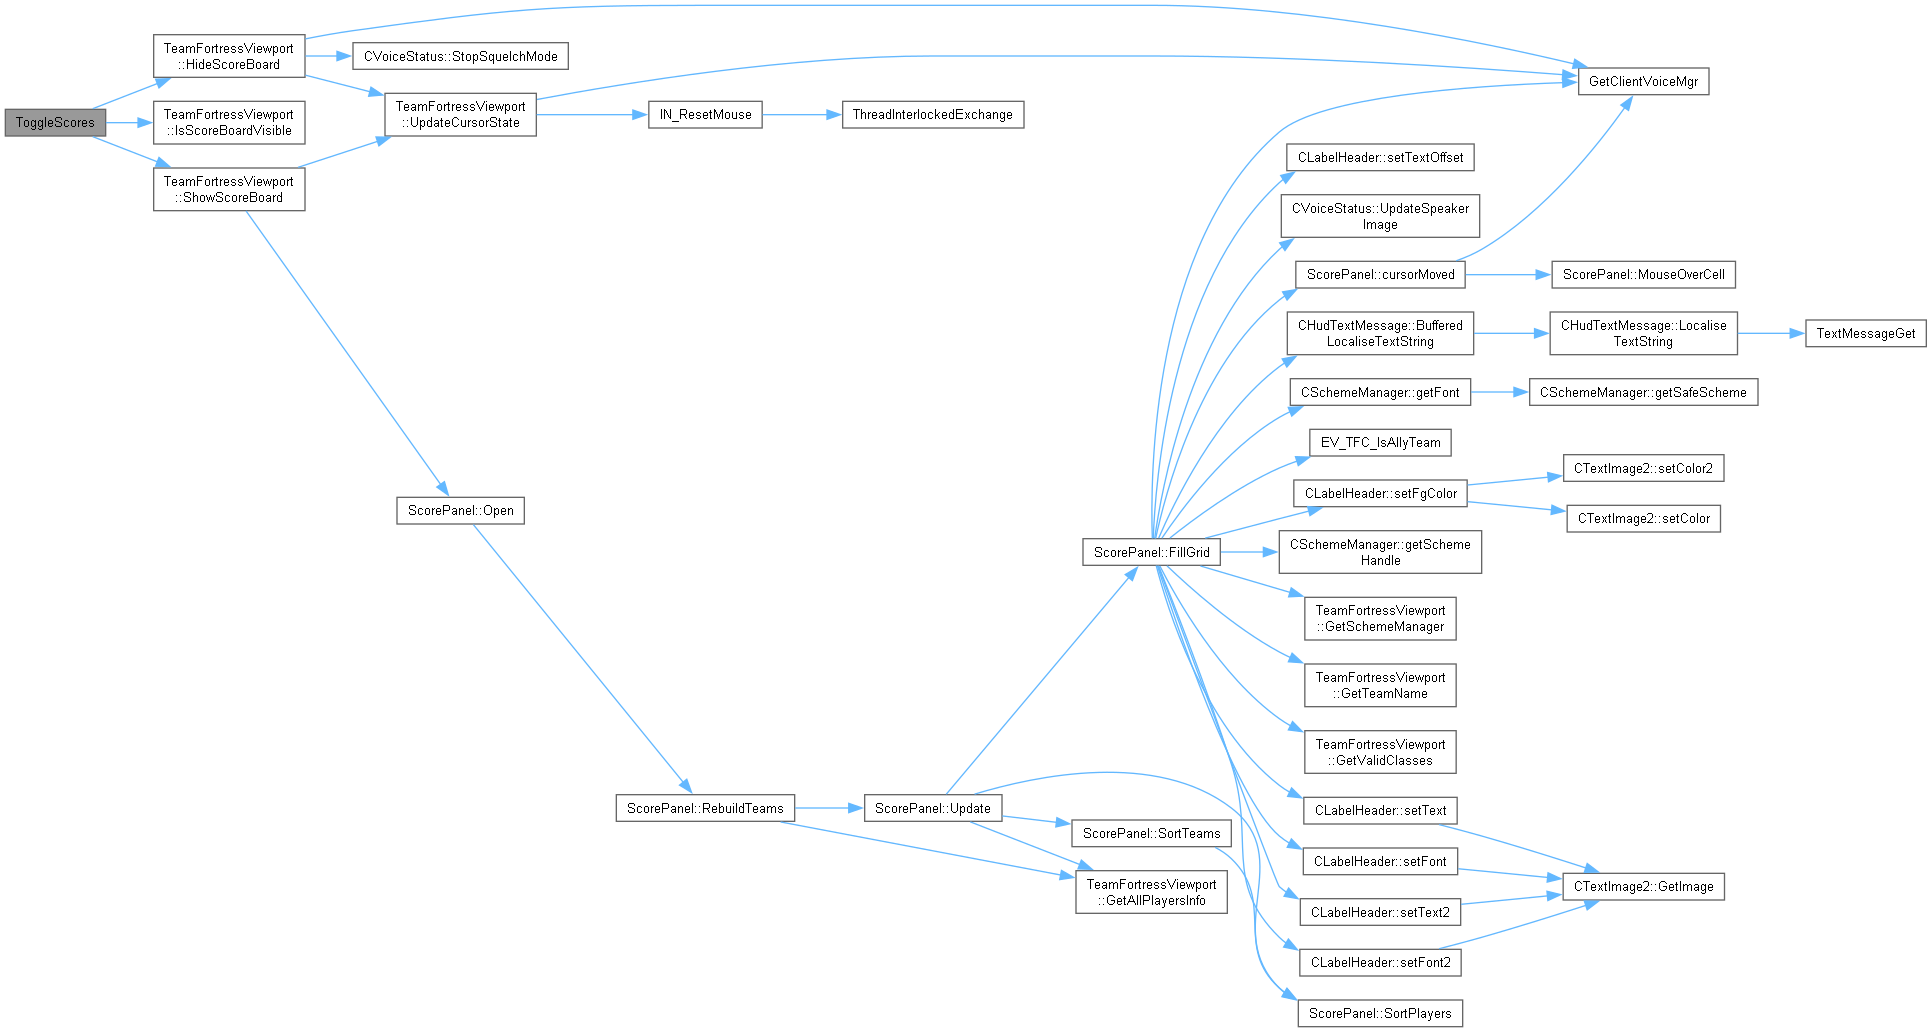 ToggleScores
TeamFortressViewport
::HideScoreBoard
TeamFortressViewport
::IsScoreBoardVisible
TeamFortressViewport
::ShowScoreBoard
CVoiceStatus::StopSquelchMode
TeamFortressViewport
::UpdateCursorState
ScorePanel::Open
IN_ResetMouse
ThreadInterlockedExchange
ScorePanel::RebuildTeams
ScorePanel::Update
ScorePanel::FillGrid
ScorePanel::SortTeams
TeamFortressViewport
::GetAllPlayersInfo
GetClientVoiceMgr
CLabelHeader::setTextOffset
CVoiceStatus::UpdateSpeaker
Image
ScorePanel::cursorMoved
ScorePanel::MouseOverCell
CHudTextMessage::Buffered
LocaliseTextString
CHudTextMessage::Localise
TextString
TextMessageGet
CSchemeManager::getFont
CSchemeManager::getSafeScheme
EV_TFC_IsAllyTeam
CLabelHeader::setFgColor
CTextImage2::setColor2
CTextImage2::setColor
CSchemeManager::getScheme
Handle
TeamFortressViewport
::GetSchemeManager
TeamFortressViewport
::GetTeamName
TeamFortressViewport
::GetValidClasses
CLabelHeader::setText
CLabelHeader::setFont
CTextImage2::GetImage
CLabelHeader::setText2
CLabelHeader::setFont2
ScorePanel::SortPlayers